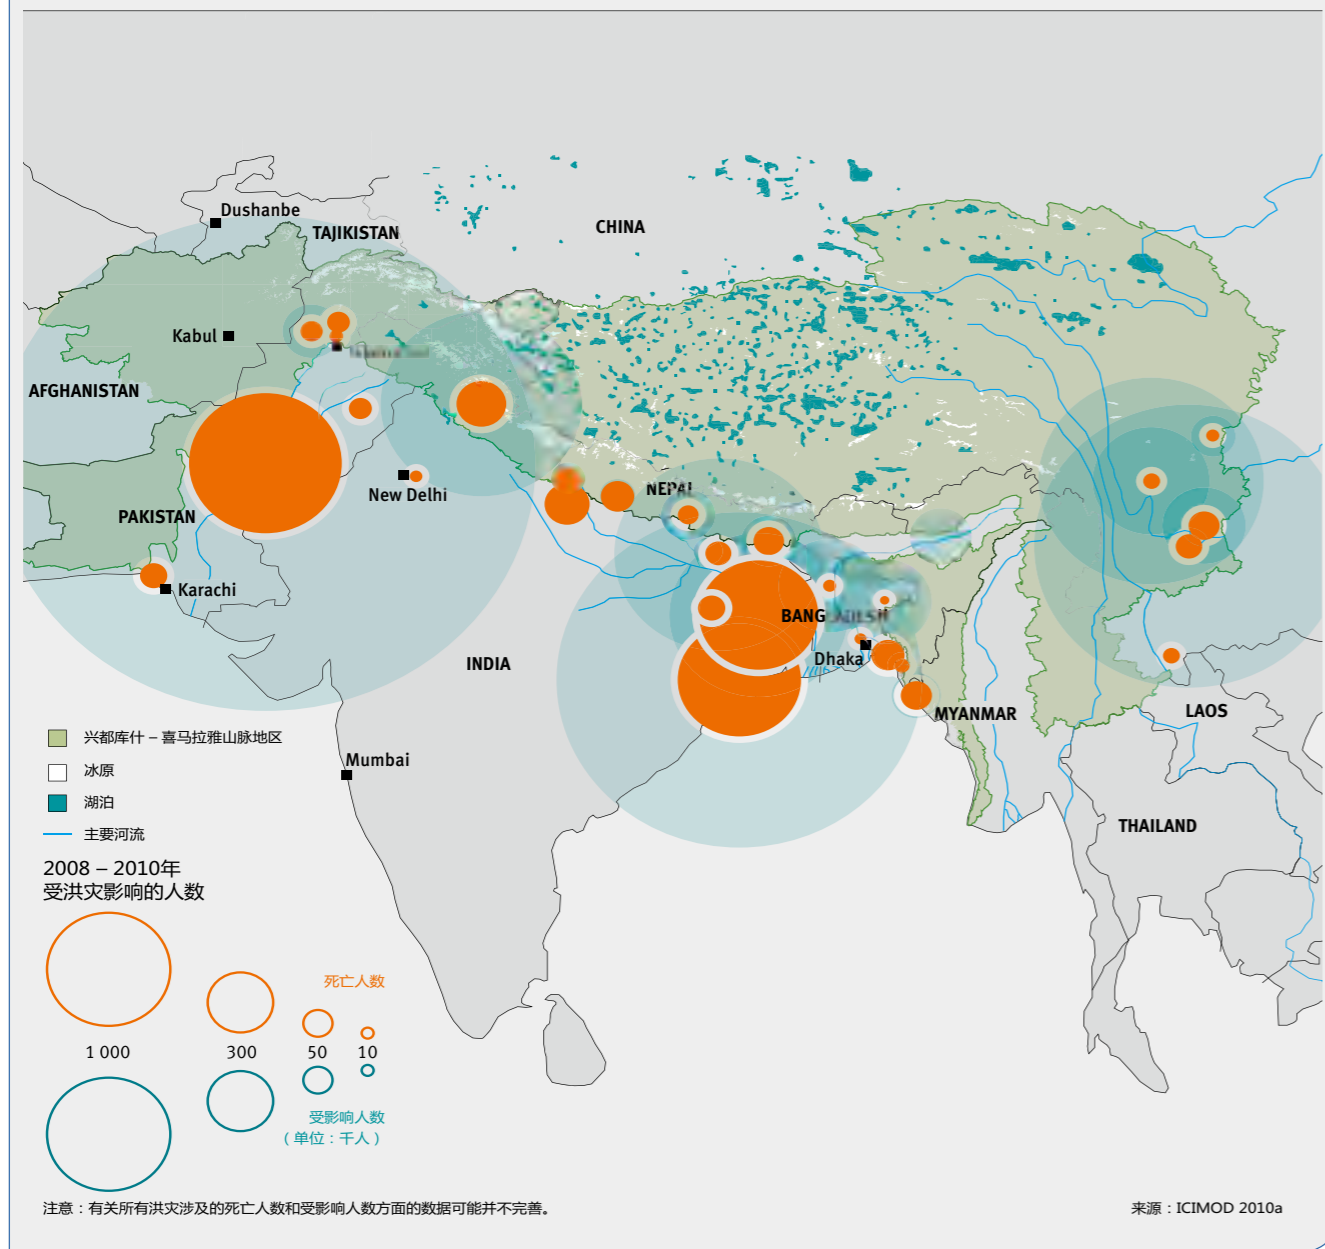 Dushanbe
TAJIKISTAN
CHINA
Kabul
AFGHANISTAN
New Delhi
NEPAL
PAKISTAN
Karachi
BANGLADESH
INDIA
Dhaka
MYANMAR
LAOS
Mumbai
THAILAND
兴都库什 – 喜马拉雅山脉地区
冰原
湖泊
主要河流
2008 – 2010年
受洪灾影响的人数
死亡人数
1 000 300 50 10
受影响人数
（单位：千人）
注意：有关所有洪灾涉及的死亡人数和受影响人数方面的数据可能并不完善。
来源：ICIMOD 2010a